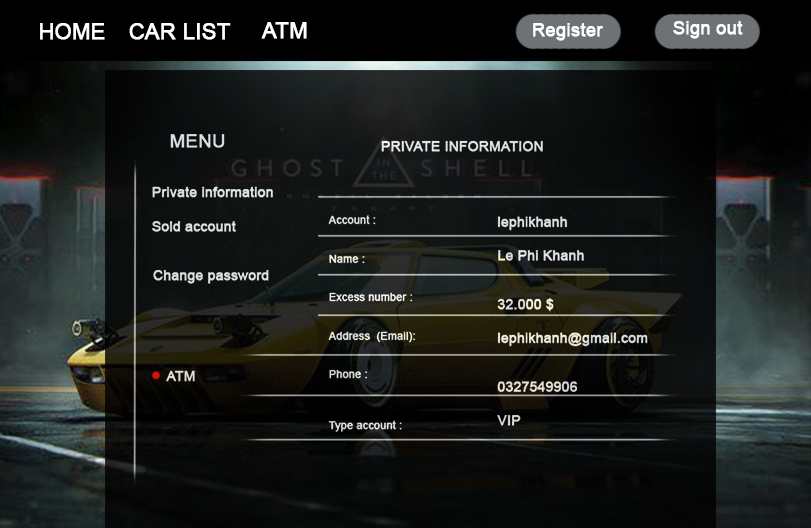 HOME CAR LIST ATM Register Sign out
MENU
PRIVATE INFORMATION
GHOST IN THE SHELL
Private information
Sold account
Change password
ATM
Account : lephikhanh
Name : Le Phi Khanh
Excess number : 32.000 $
Address (Email): lephikhanh@gmail.com
Phone : 0327549906
Type account : VIP